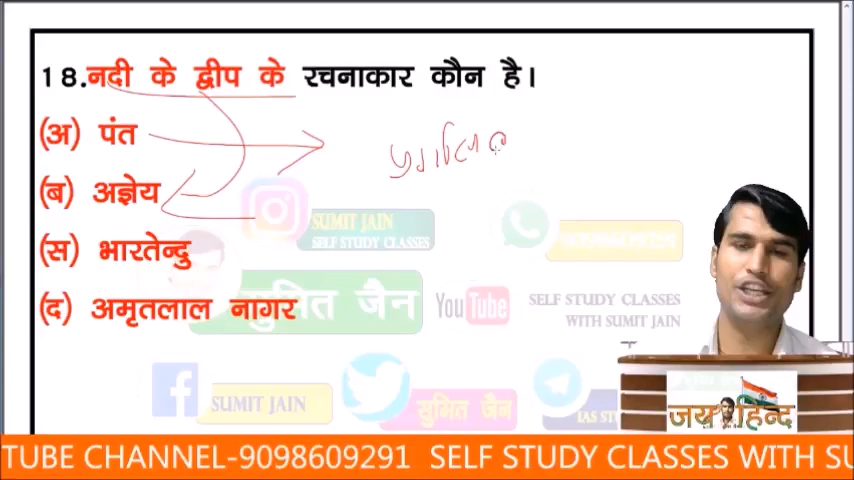 18.नदी के द्वीप के रचनाकार कौन है।
(अ) पंत
(ब) अज्ञेय
(स) भारतेन्दु
(द) अमृतलाल नागर
SUMIT JAIN
SELF STUDY CLASSES
सुमित जैन
YouTube
SELF STUDY CLASSES
WITH SUMIT JAIN
SUMIT JAIN
सुमित जैन
IAS
जय हिन्द
TUBE CHANNEL-9098609291 SELF STUDY CLASSES WITH SU